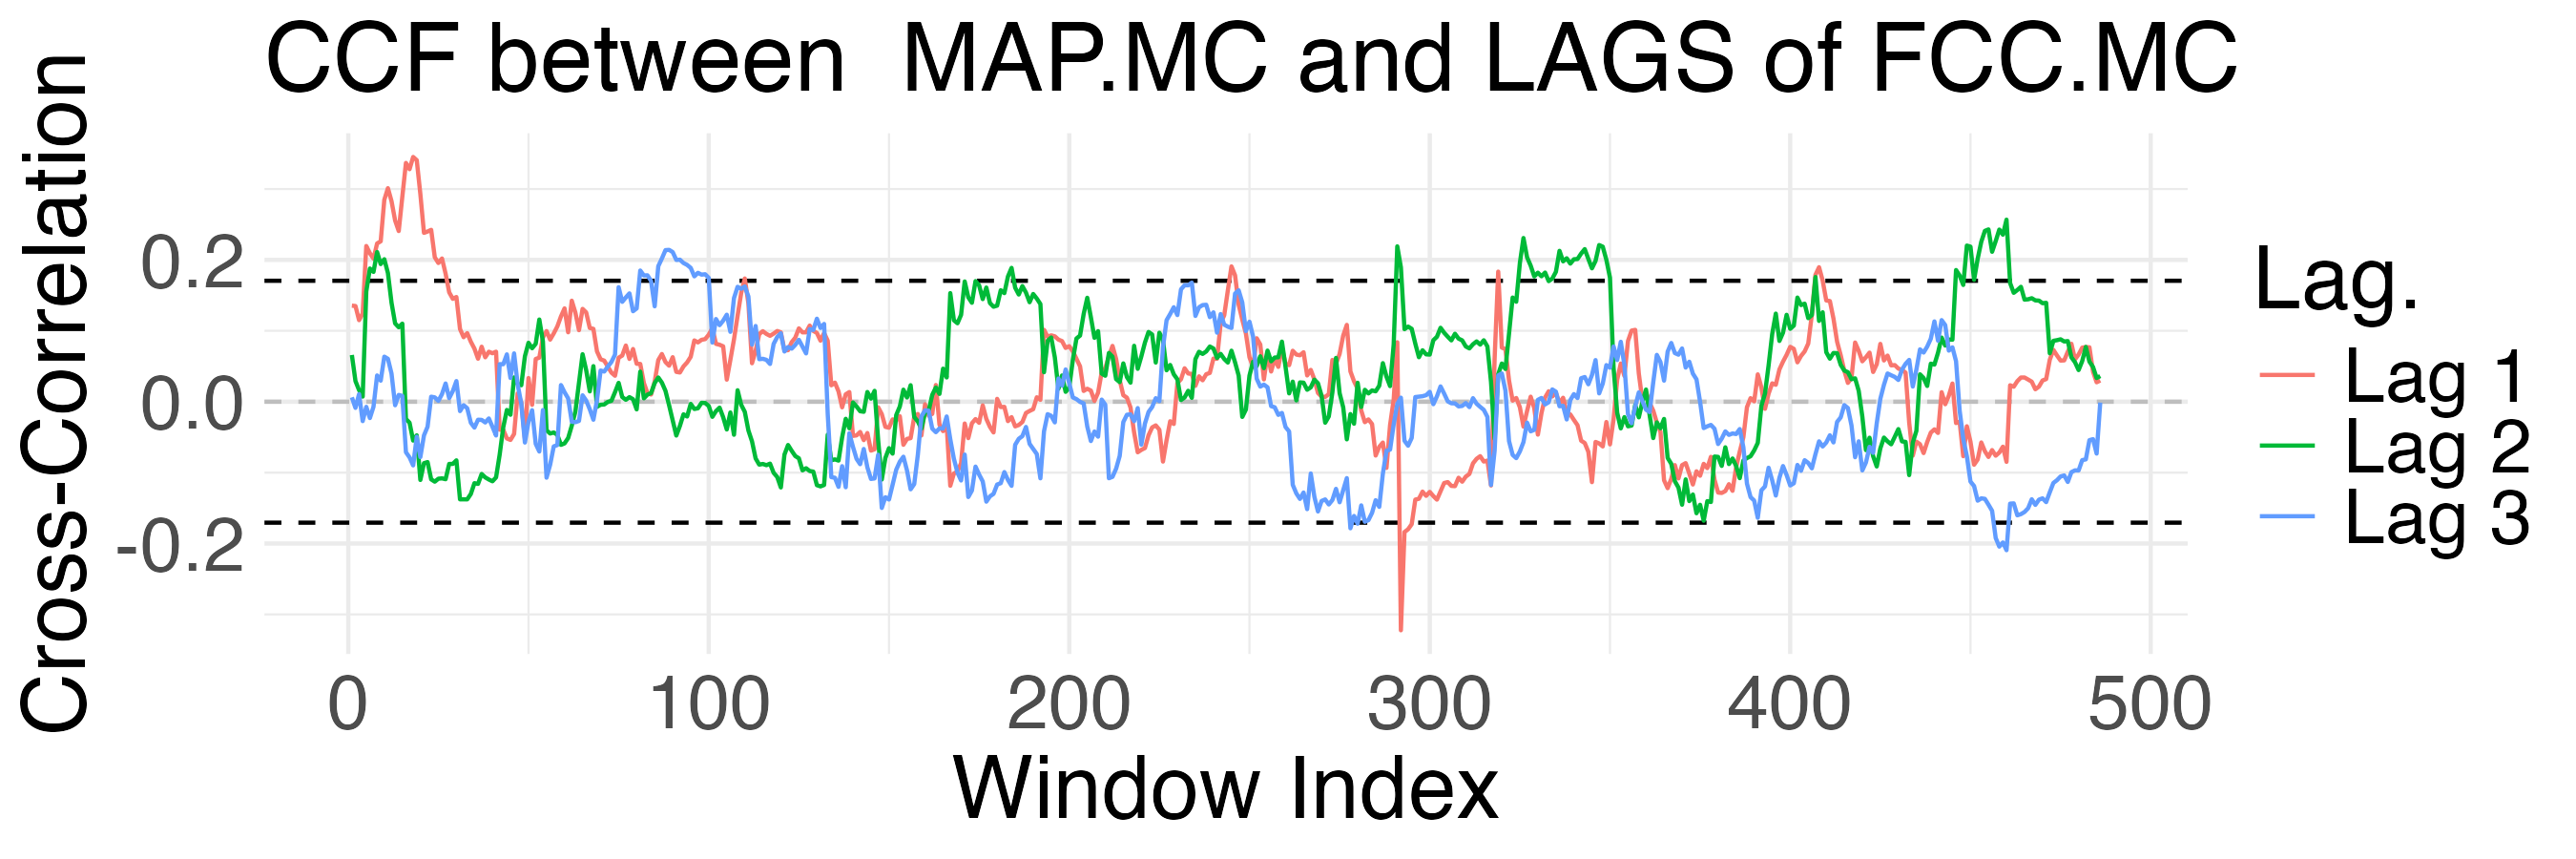 CCF between  MAP.MC and LAGS of FCC.MC
Cross-Correlation
0.2
0.0
-0.2
0
100
200
300
400
500
Window Index
Lag.
Lag 1
Lag 2
Lag 3